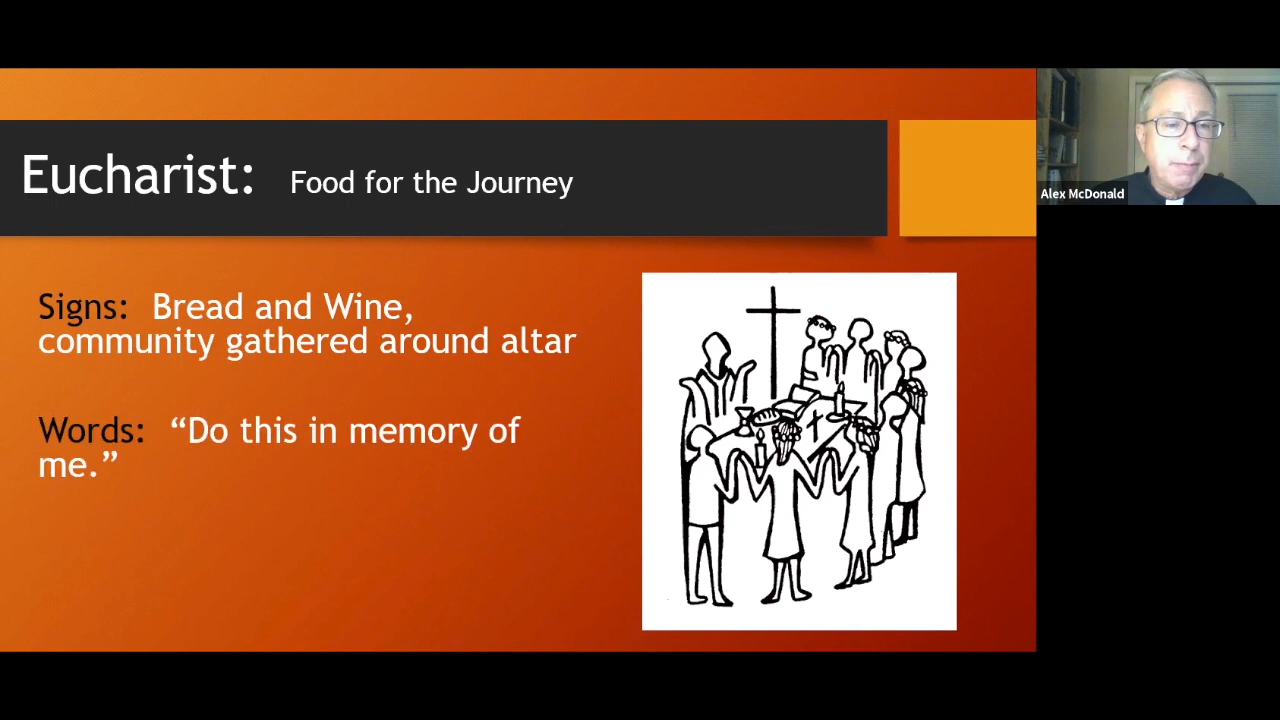 Eucharist: Food for the Journey
Signs: Bread and Wine,
community gathered around altar
Words: “Do this in memory of
me.”
Alex McDonald